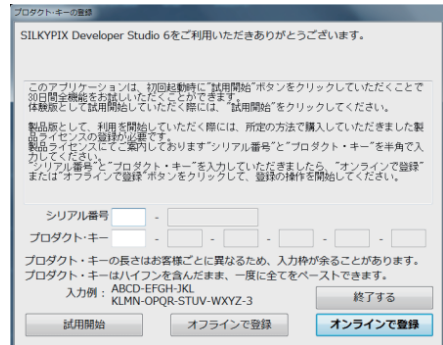 プロダクト・キーの登録
SILKYPIX Developer Studio 6をご利用いただきありがとうございます。
このアプリケーションは、初回起動時に"試用開始"ボタンをクリックしていただくことで
30日間全機能をお試しいただくことができます。
体験版として試用開始していただく際には、"試用開始"をクリックしてください。
製品版として、利用を開始していただく際には、所定の方法で購入していただきました製
品ライセンスの登録が必要です。
製品ライセンスにてご案内しております"シリアル番号"と"プロダクト・キー"を半角で入
力してください。
"シリアル番号"と"プロダクト・キー"を入力していただきましたら、"オンラインで登録"
または"オフラインで登録"ボタンをクリックして、登録の操作を開始してください。
シリアル番号 -
プロダクト・キー - - - - -
プロダクト・キーの長さはお客様ごとに異なるため、入力枠が余ることがあります。
プロダクト・キーはハイフンを含んだまま、一度に全てをペーストできます。
入力例： ABCD-EFGH-JKL
KLMN-OPQR-STUV-WXYZ-3
終了する
試用開始 オフラインで登録 オンラインで登録